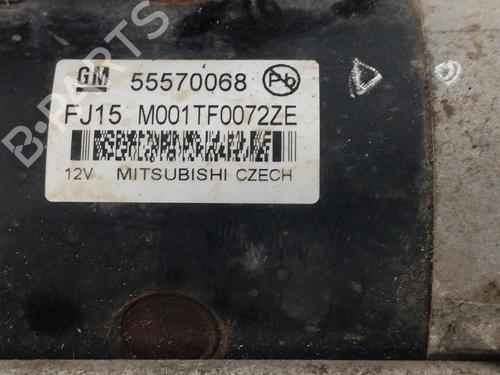 B-PARTS
GM 55570068 Pb
FJ15 M001TF0072ZE
12V MITSUBISHI CZECH